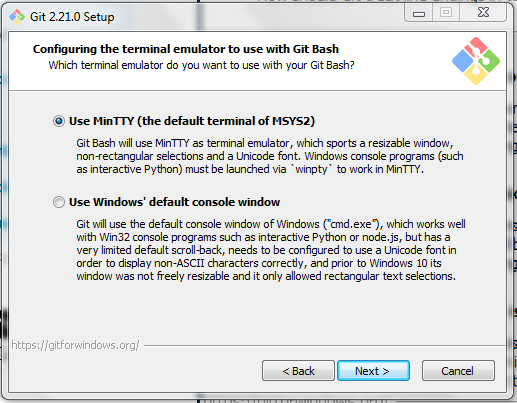 Git 2.21.0 Setup
Configuring the terminal emulator to use with Git Bash
Which terminal emulator do you want to use with your Git Bash?
Use MinTTY (the default terminal of MSYS2)
Git Bash will use MinTTY as terminal emulator, which sports a resizable window,
non-rectangular selections and a Unicode font. Windows console programs (such
as interactive Python) must be launched via `winpty` to work in MinTTY.
Use Windows' default console window
Git will use the default console window of Windows ("cmd.exe"), which works well
with Win32 console programs such as interactive Python or node.js, but has a
very limited default scroll-back, needs to be configured to use a Unicode font in
order to display non-ASCII characters correctly, and prior to Windows 10 its
window was not freely resizable and it only allowed rectangular text selections.
https://gitforwindows.org/
< Back
Next >
Cancel